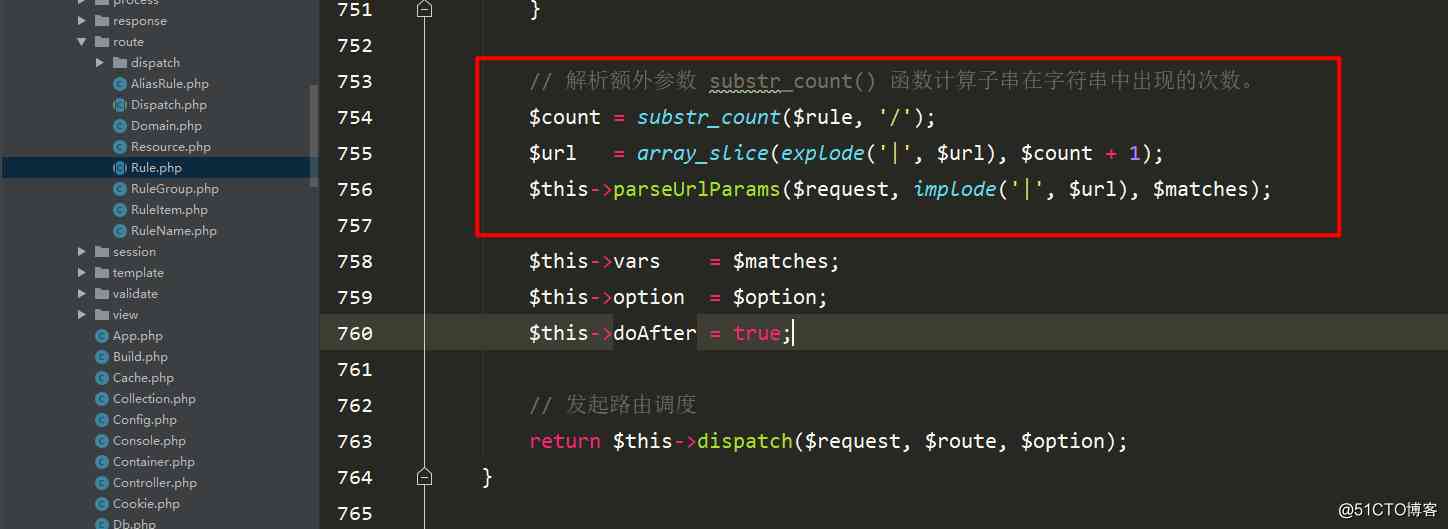 process
response
route
dispatch
AliasRule.php
Dispatch.php
Domain.php
Resource.php
Rule.php
RuleGroup.php
RuleItem.php
RuleName.php
session
template
validate
view
App.php
Build.php
Cache.php
Collection.php
Config.php
Console.php
Container.php
Controller.php
Cookie.php
Db.php
751 }
752
753 // 解析额外参数 substr_count() 函数计算子串在字符串中出现的次数。
754 $count = substr_count($rule, '/');
755 $url = array_slice(explode('|', $url), $count + 1);
756 $this->parseUrlParams($request, implode('|', $url), $matches);
757
758 $this->vars = $matches;
759 $this->option = $option;
760 $this->doAfter = true;
761
762 // 发起路由调度
763 return $this->dispatch($request, $route, $option);
764 }
765
@51CTO博客